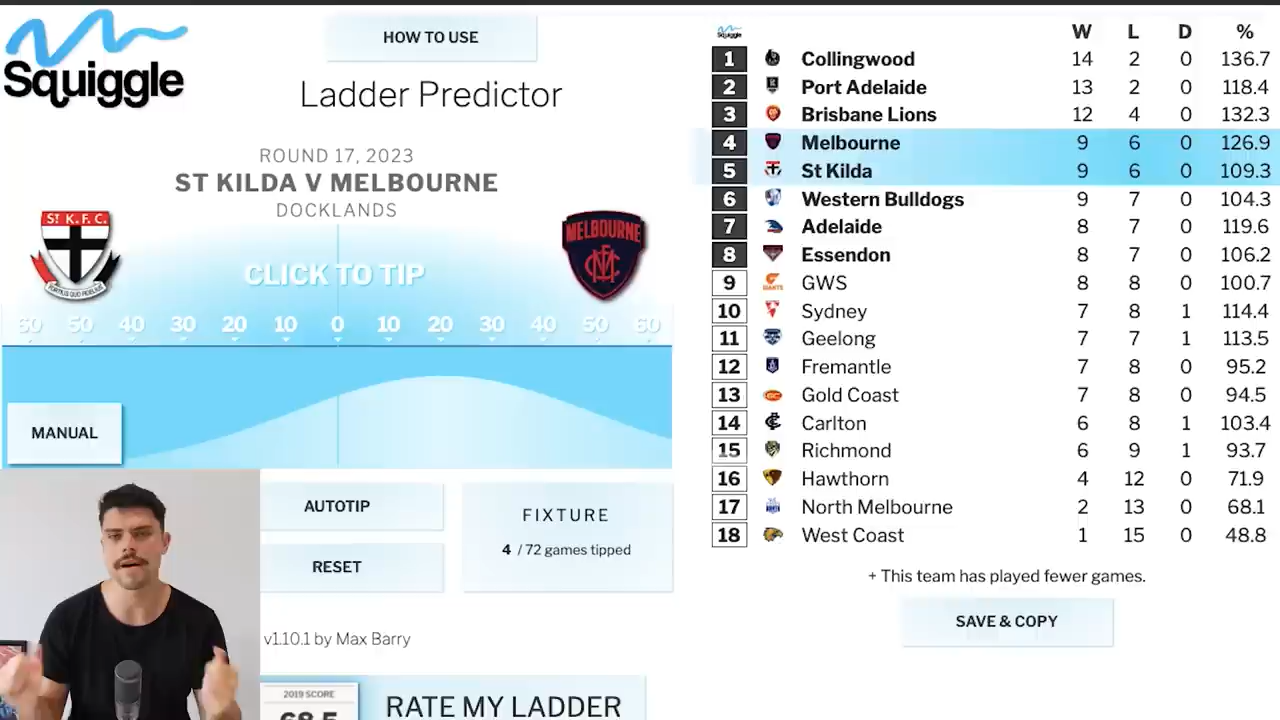 Squiggle
HOW TO USE
Ladder Predictor
ROUND 17, 2023
ST KILDA V MELBOURNE
DOCKLANDS
ST K.F.C.
MELBOURNE
CLICK TO TIP
60 50 40 30 20 10 0 10 20 30 40 50 60
MANUAL
AUTOTIP
RESET
FIXTURE
4 / 72 games tipped
v1.10.1 by Max Barry
2019 SCORE
68.5
RATE MY LADDER
Squiggle W L D %
1 Collingwood 14 2 0 136.7
2 Port Adelaide 13 2 0 118.4
3 Brisbane Lions 12 4 0 132.3
4 Melbourne 9 6 0 126.9
5 St Kilda 9 6 0 109.3
6 Western Bulldogs 9 7 0 104.3
7 Adelaide 8 7 0 119.6
8 Essendon 8 7 0 106.2
9 GWS 8 8 0 100.7
10 Sydney 7 8 1 114.4
11 Geelong 7 7 1 113.5
12 Fremantle 7 8 0 95.2
13 Gold Coast 7 8 0 94.5
14 Carlton 6 8 1 103.4
15 Richmond 6 9 1 93.7
16 Hawthorn 4 12 0 71.9
17 North Melbourne 2 13 0 68.1
18 West Coast 1 15 0 48.8
+ This team has played fewer games.
SAVE & COPY